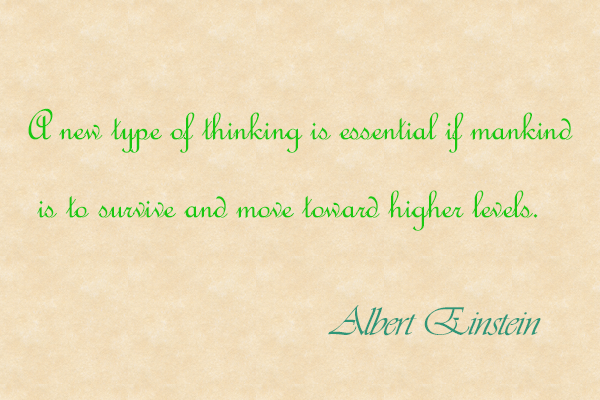 A new type of thinking is essential if mankind
is to survive and move toward higher levels.
Albert Einstein